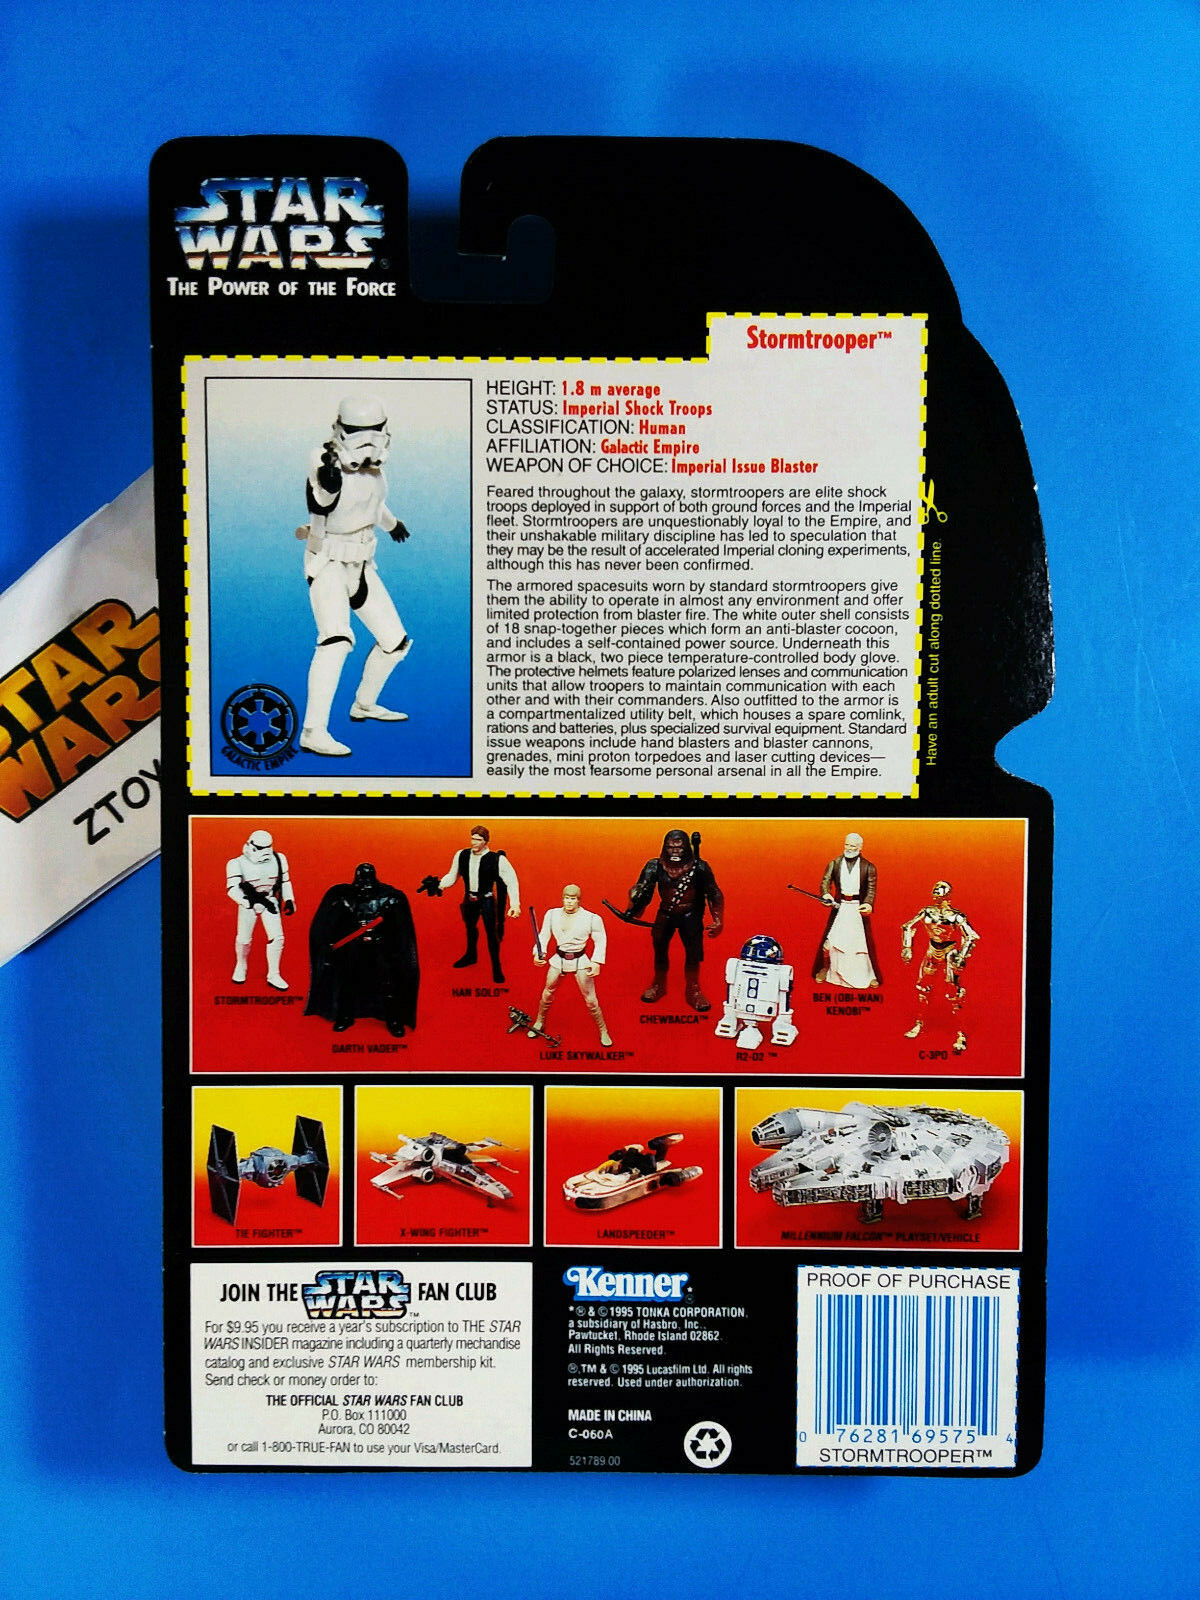 STAR
WARS
THE POWER OF THE FORCE
Stormtrooper™
HEIGHT: 1.8 m average
STATUS: Imperial Shock Troops
CLASSIFICATION: Human
AFFILIATION: Galactic Empire
WEAPON OF CHOICE: Imperial Issue Blaster
Feared throughout the galaxy, stormtroopers are elite shock
troops deployed in support of both ground forces and the Imperial
fleet. Stormtroopers are unquestionably loyal to the Empire, and
their unshakable military discipline has led to speculation that
they may be the result of accelerated Imperial cloning experiments,
although this has never been confirmed.
The armored spacesuits worn by standard stormtroopers give
them the ability to operate in almost any environment and offer
limited protection from blaster fire. The white outer shell consists
of 18 snap-together pieces which form an anti-blaster cocoon,
and includes a self-contained power source. Underneath this
armor is a black, two piece temperature-controlled body glove.
The protective helmets feature polarized lenses and communication
units that allow troopers to maintain communication with each
other and with their commanders. Also outfitted to the armor is
a compartmentalized utility belt, which houses a spare comlink,
rations and batteries, plus specialized survival equipment. Standard
issue weapons include hand blasters and blaster cannons,
grenades, mini proton torpedoes and laser cutting devices—
easily the most fearsome personal arsenal in all the Empire.
GALACTIC EMPIRE
Have an adult cut along dotted line.
STAR
WARS
ZTOY
STORMTROOPER™
DARTH VADER™
HAN SOLO™
LUKE SKYWALKER™
CHEWBACCA™
R2-D2 ™
BEN (OBI-WAN)
KENOBI™
C-3PO ™
TIE FIGHTER™
X-WING FIGHTER™
LANDSPEEDER™
MILLENNIUM FALCON™ PLAYSET/VEHICLE
JOIN THE STAR WARS™ FAN CLUB
For $9.95 you receive a year's subscription to THE STAR
WARS INSIDER magazine including a quarterly merchandise
catalog and exclusive STAR WARS membership kit.
Send check or money order to:
THE OFFICIAL STAR WARS FAN CLUB
P.O. Box 111000
Aurora, CO 80042
or call 1-800-TRUE-FAN to use your Visa/MasterCard.
Kenner®
*® & © 1995 TONKA CORPORATION,
a subsidiary of Hasbro, Inc.,
Pawtucket, Rhode Island 02862.
All Rights Reserved.
®,TM & © 1995 Lucasfilm Ltd. All rights
reserved. Used under authorization.
MADE IN CHINA
C-060A
521789.00
PROOF OF PURCHASE
0 76281 69575 4
STORMTROOPER™